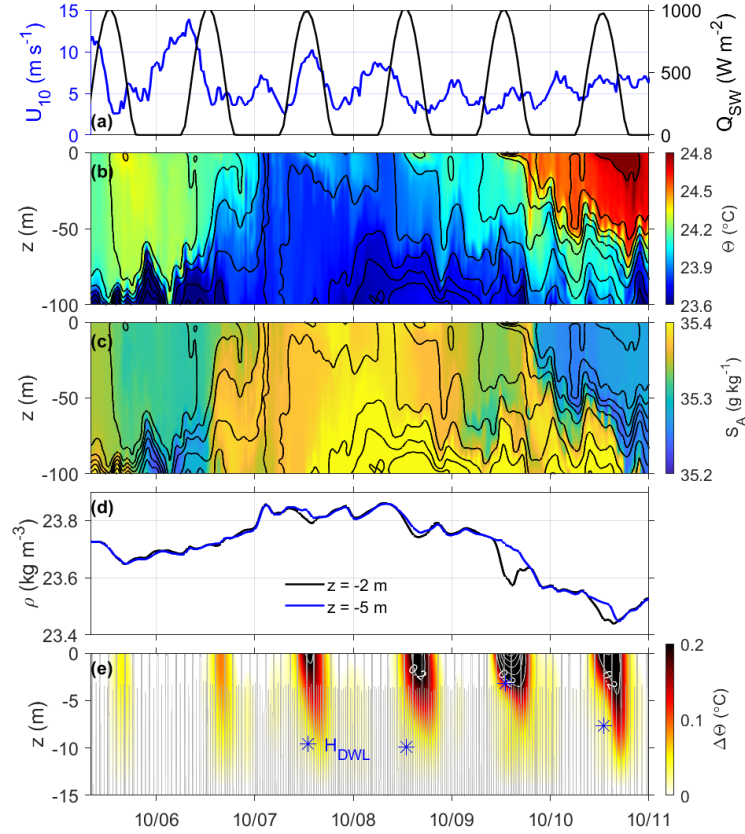 15
10
5
0
U10 (m s-1)
(a)
1000
500
0
QSW (W m-2)
0
-50
-100
z (m)
(b)
24.8
24.5
24.2
23.9
23.6
Θ (°C)
0
-50
-100
z (m)
(c)
35.4
35.3
35.2
SA (g kg-1)
23.8
23.6
23.4
ρ (kg m-3)
(d)
z = -2 m
z = -5 m
0
-5
-10
-15
z (m)
(e)
0.2
0.2
0.2
HDWL
0.2
0.1
0
ΔΘ (°C)
10/06
10/07
10/08
10/09
10/10
10/11